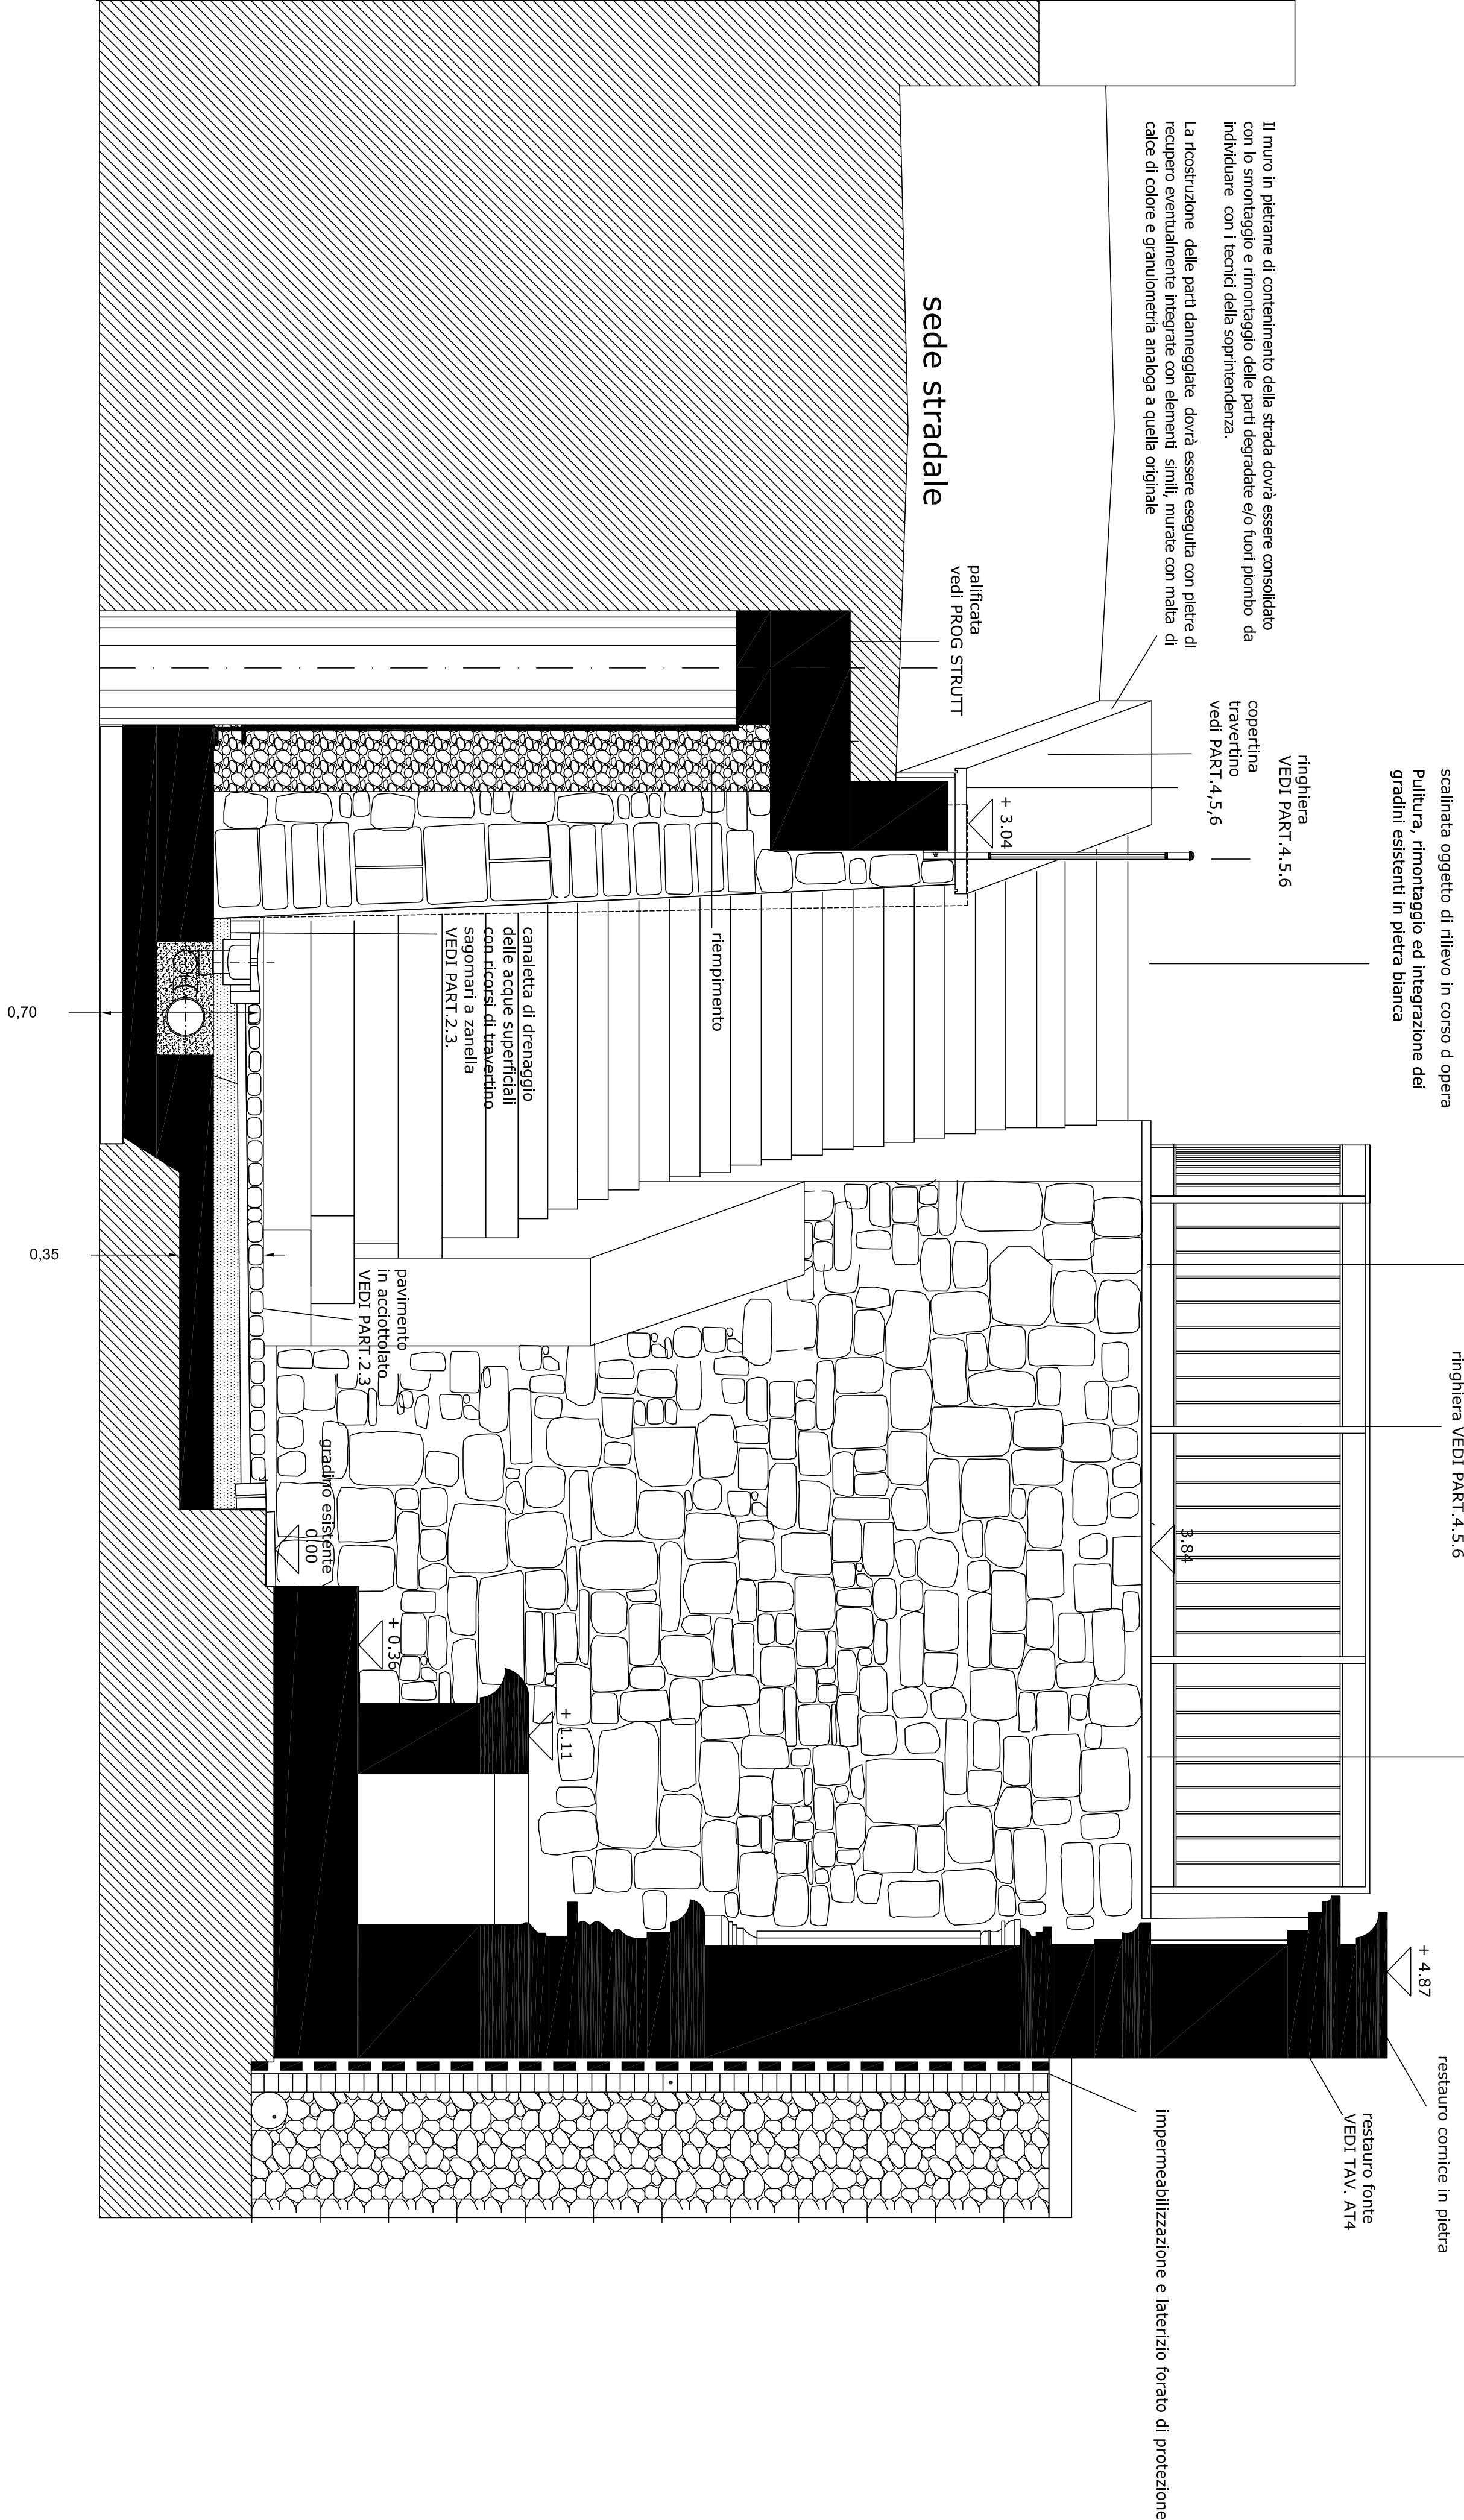 scalinata oggetto di rilievo in corso d opera
Pulitura, rimontaggio ed integrazione dei
gradini esistenti in pietra bianca
Il muro in pietrame di contenimento della strada dovrà essere consolidato
con lo smontaggio e rimontaggio delle parti degradate e/o fuori piombo da
individuare con i tecnici della soprintendenza.
La ricostruzione delle parti danneggiate dovrà essere eseguita con pietre di
recupero eventualmente integrate con elementi simili, murate con malta di
calce di colore e granulometria analoga a quella originale
ringhiera
VEDI PART.4.5.6
copertina
travertino
vedi PART.4,5,6
ringhiera VEDI PART.4.5.6
restauro cornice in pietra
+ 4.87
restauro fonte
VEDI TAV. AT4
3.84
impermeabilizzazione e laterizio forato di protezione
+ 3.04
palificata
vedi PROG STRUTT
sede stradale
riempimento
+ 1.11
canaletta di drenaggio
delle acque superficiali
con ricorsi di travertino
sagomari a zanella
VEDI PART.2.3.
pavimento
in acciottolato
VEDI PART.2.3
+ 0.36
gradino esistente
0.00
0,70
0,35